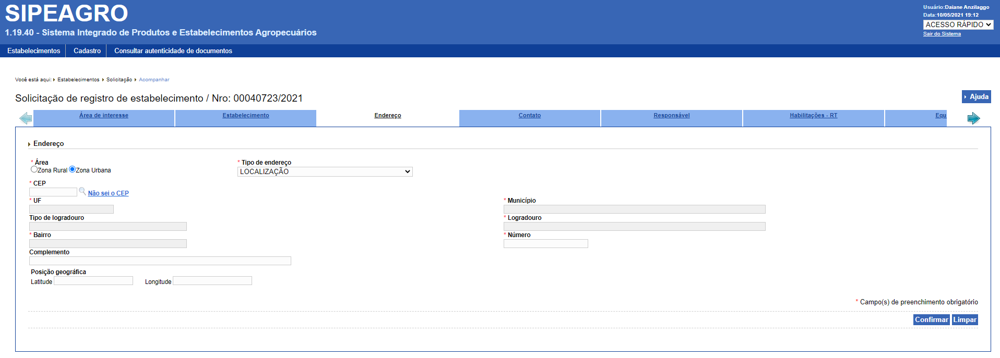 SIPEAGRO
1.19.40 - Sistema Integrado de Produtos e Estabelecimentos Agropecuários
Usuário:Daiane Anzilaggo
Data:10/05/2021 19:12
ACESSO RÁPIDO
Sair do Sistema
Estabelecimentos Cadastro Consultar autenticidade de documentos
Você está aqui: Estabelecimentos Solicitação Acompanhar
Solicitação de registro de estabelecimento / Nro: 00040723/2021
Ajuda
Área de interesse Estabelecimento Endereço Contato Responsável Habilitações - RT Equ
Endereço
* Área * Tipo de endereço
Zona Rural Zona Urbana LOCALIZAÇÃO
* CEP
Não sei o CEP
* UF * Município
Tipo de logradouro * Logradouro
* Bairro * Número
Complemento
Posição geográfica
Latitude Longitude
* Campo(s) de preenchimento obrigatório
Confirmar Limpar